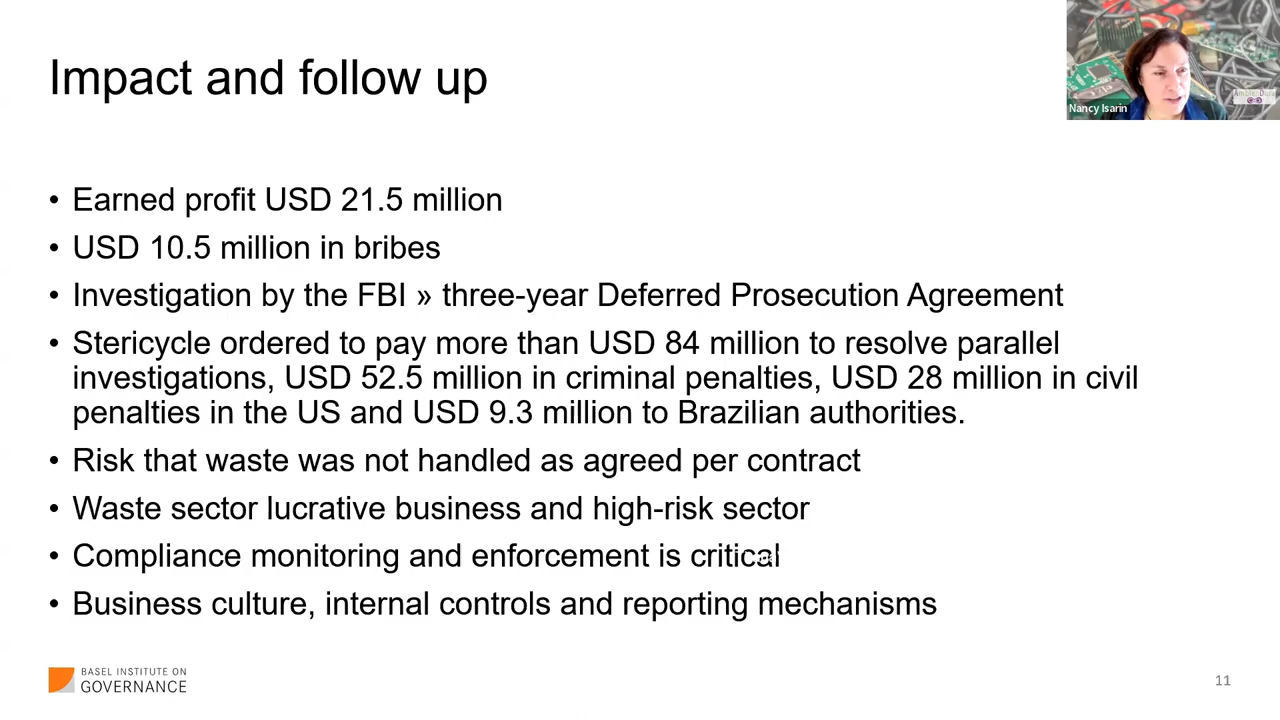 Impact and follow up
Nancy Isarin
• Earned profit USD 21.5 million
• USD 10.5 million in bribes
• Investigation by the FBI » three-year Deferred Prosecution Agreement
• Stericycle ordered to pay more than USD 84 million to resolve parallel
investigations, USD 52.5 million in criminal penalties, USD 28 million in civil
penalties in the US and USD 9.3 million to Brazilian authorities.
• Risk that waste was not handled as agreed per contract
• Waste sector lucrative business and high-risk sector
• Compliance monitoring and enforcement is critical
• Business culture, internal controls and reporting mechanisms
BASEL INSTITUTE ON
GOVERNANCE
11